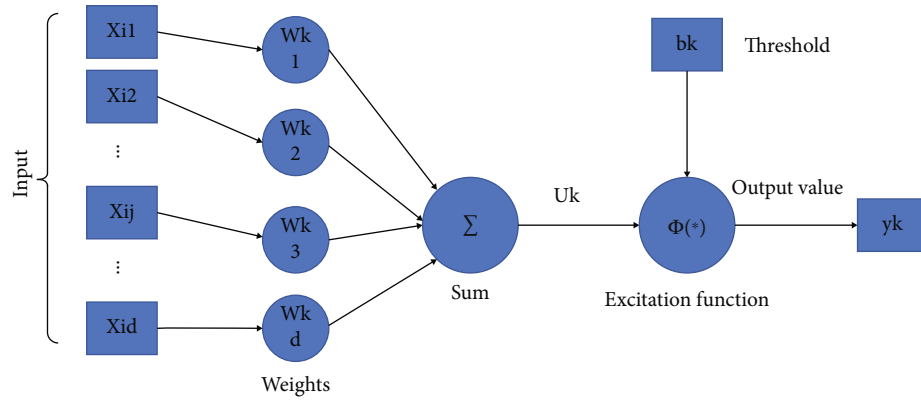 Input
Xi1
Xi2
...
Xij
...
Xid
Wk
1
Wk
2
Wk
3
Wk
d
Weights
Σ
Sum
Uk
bk
Threshold
Φ(*)
Excitation function
Output value
yk